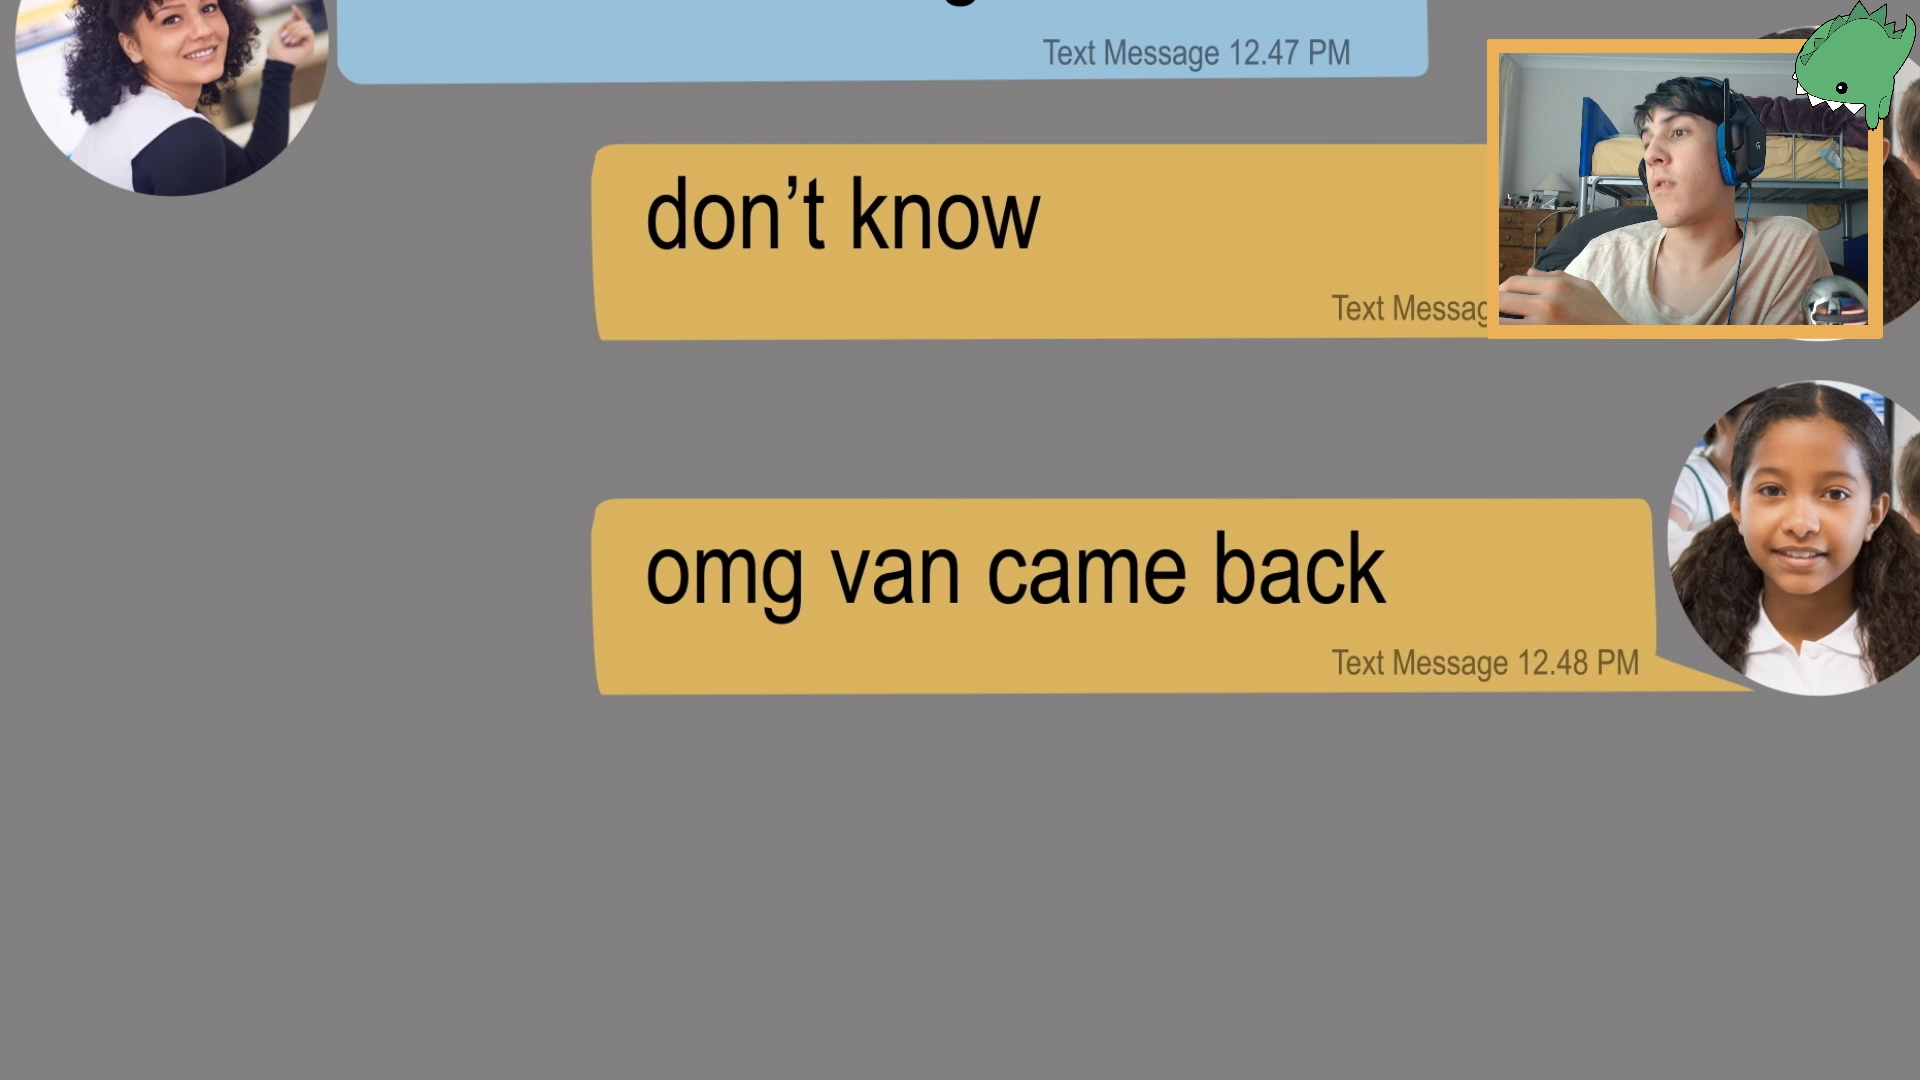 Text Message 12.47 PM
don’t know
Text Messag
omg van came back
Text Message 12.48 PM